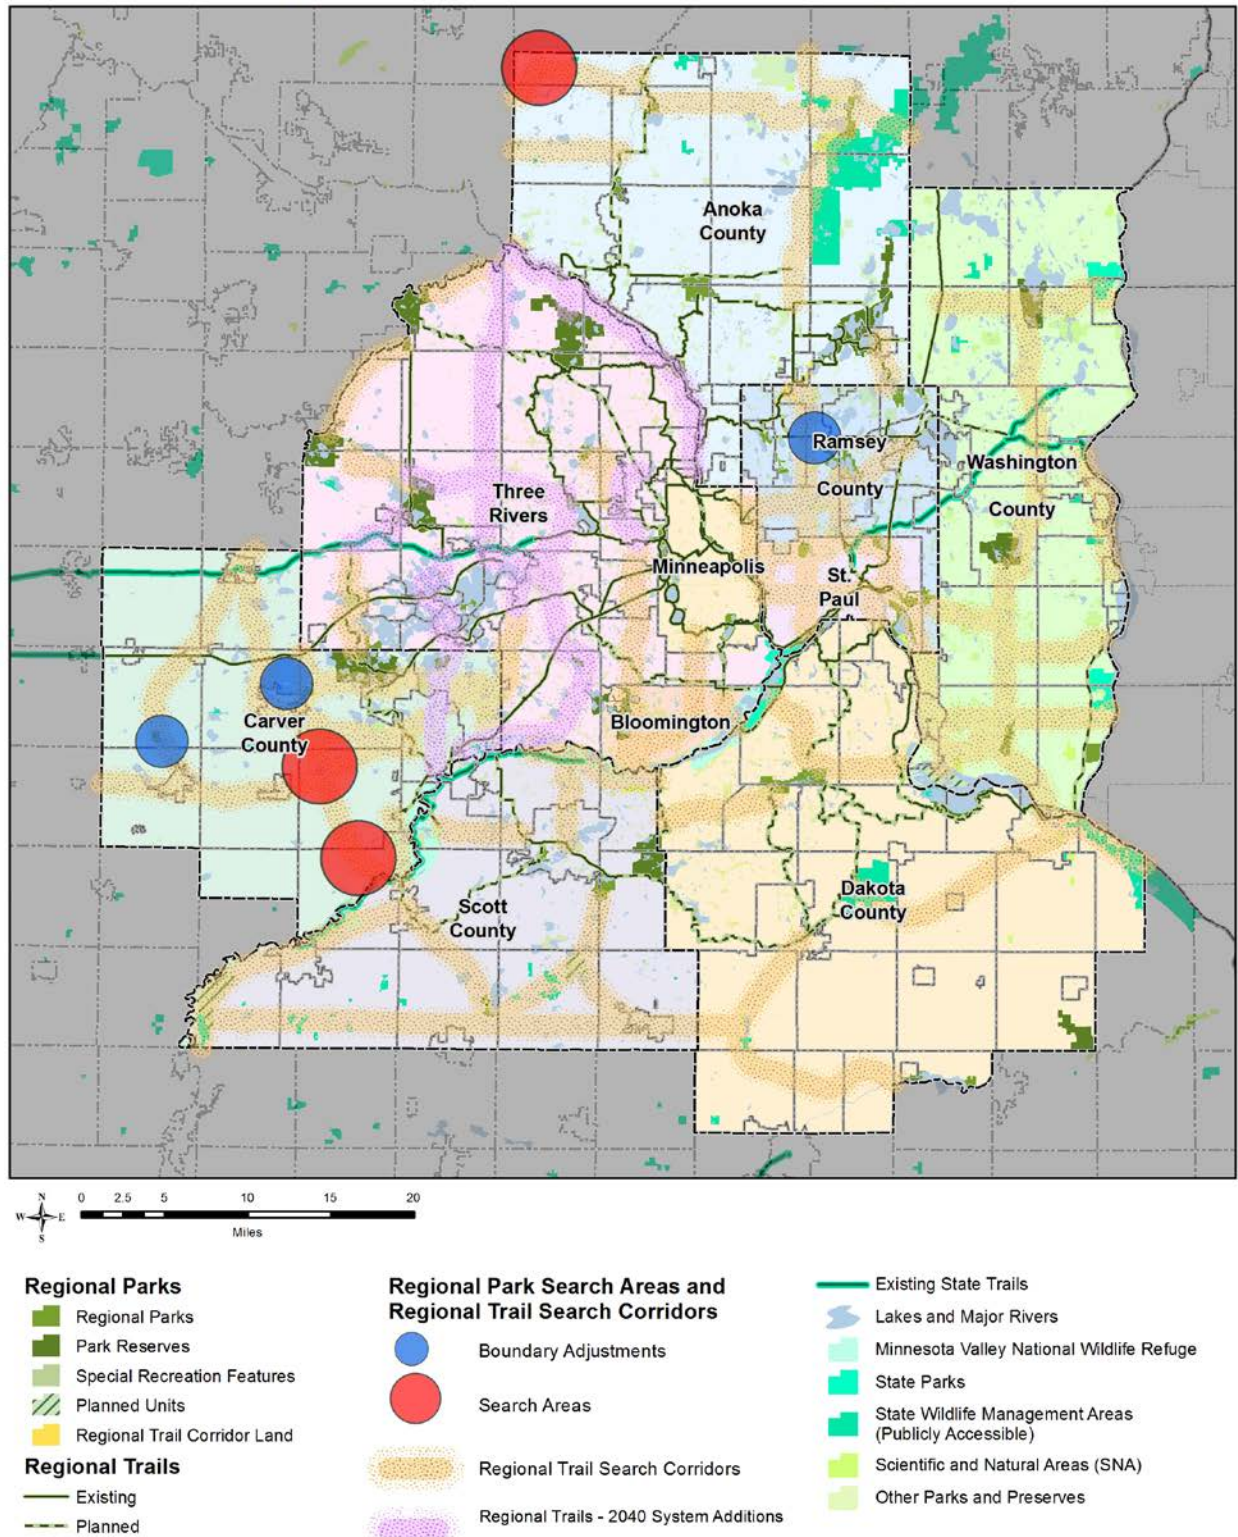 Anoka
County
Ramsey
County
Washington
County
Three
Rivers
Minneapolis
St.
Paul
Carver
County
Bloomington
Scott
County
Dakota
County
N
W E
S
0 2.5 5 10 15 20
Miles
Regional Parks
Regional Parks
Park Reserves
Special Recreation Features
Planned Units
Regional Trail Corridor Land
Regional Trails
Existing
Planned
Regional Park Search Areas and
Regional Trail Search Corridors
Boundary Adjustments
Search Areas
Regional Trail Search Corridors
Regional Trails - 2040 System Additions
Existing State Trails
Lakes and Major Rivers
Minnesota Valley National Wildlife Refuge
State Parks
State Wildlife Management Areas
(Publicly Accessible)
Scientific and Natural Areas (SNA)
Other Parks and Preserves